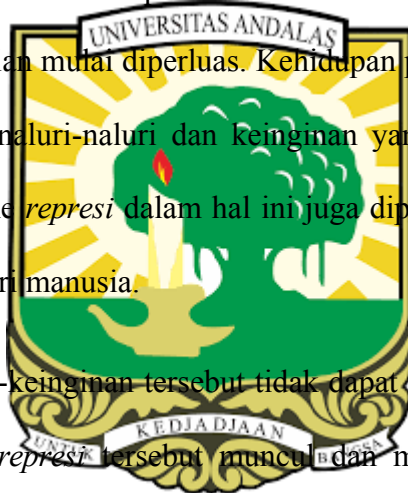 UNIVERSITAS ANDALAS
an mulai diperluas. Kehidupan p
naluri-naluri dan keinginan yan
e represi dalam hal ini juga dip
ri manusia.
-keinginan tersebut tidak dapat
UNTUK KEDJADJAAN BANGSA
represi tersebut muncul dan m